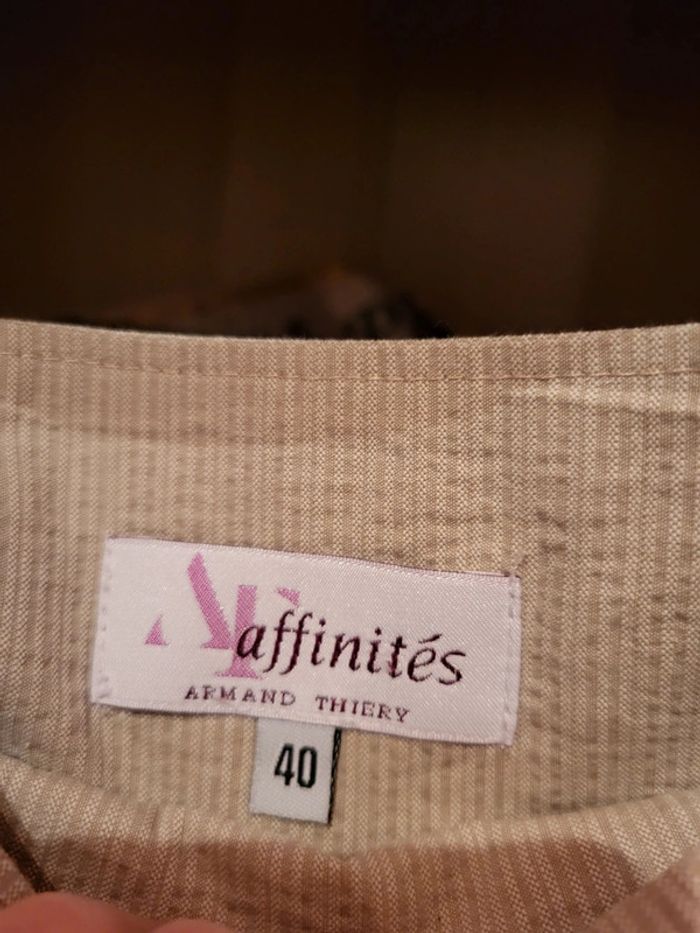 AT
affinités
ARMAND THIERY
40